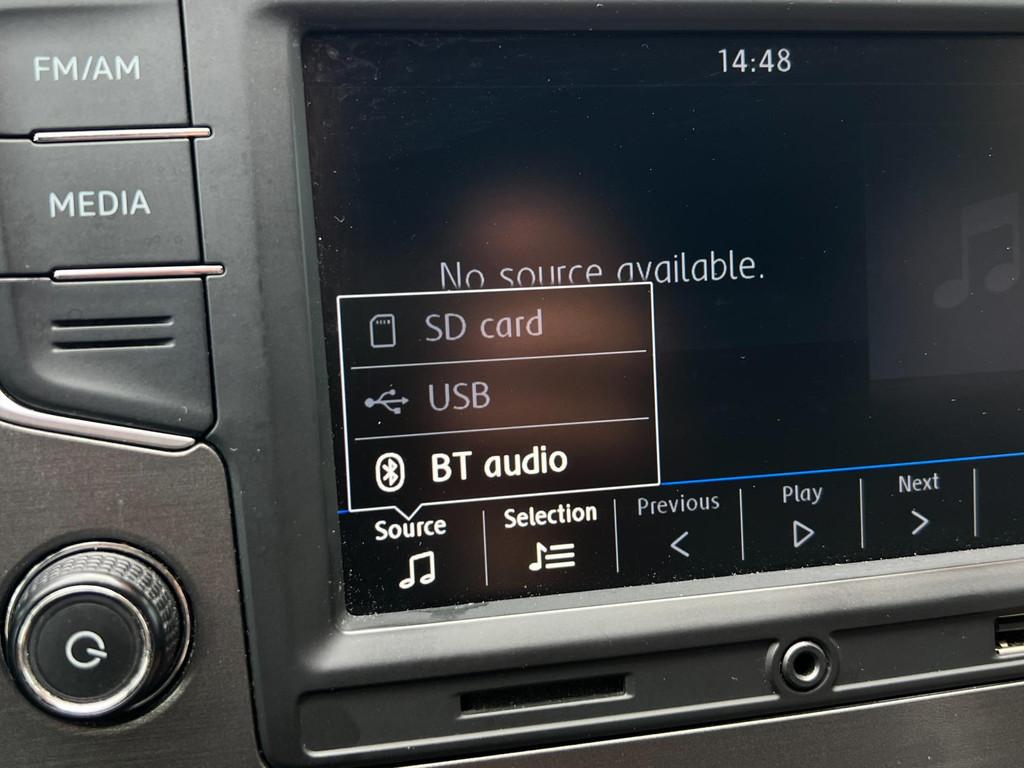 FM/AM
14:48
MEDIA
No source available.
SD card
USB
BT audio
Source
Selection
Previous
Play
Next